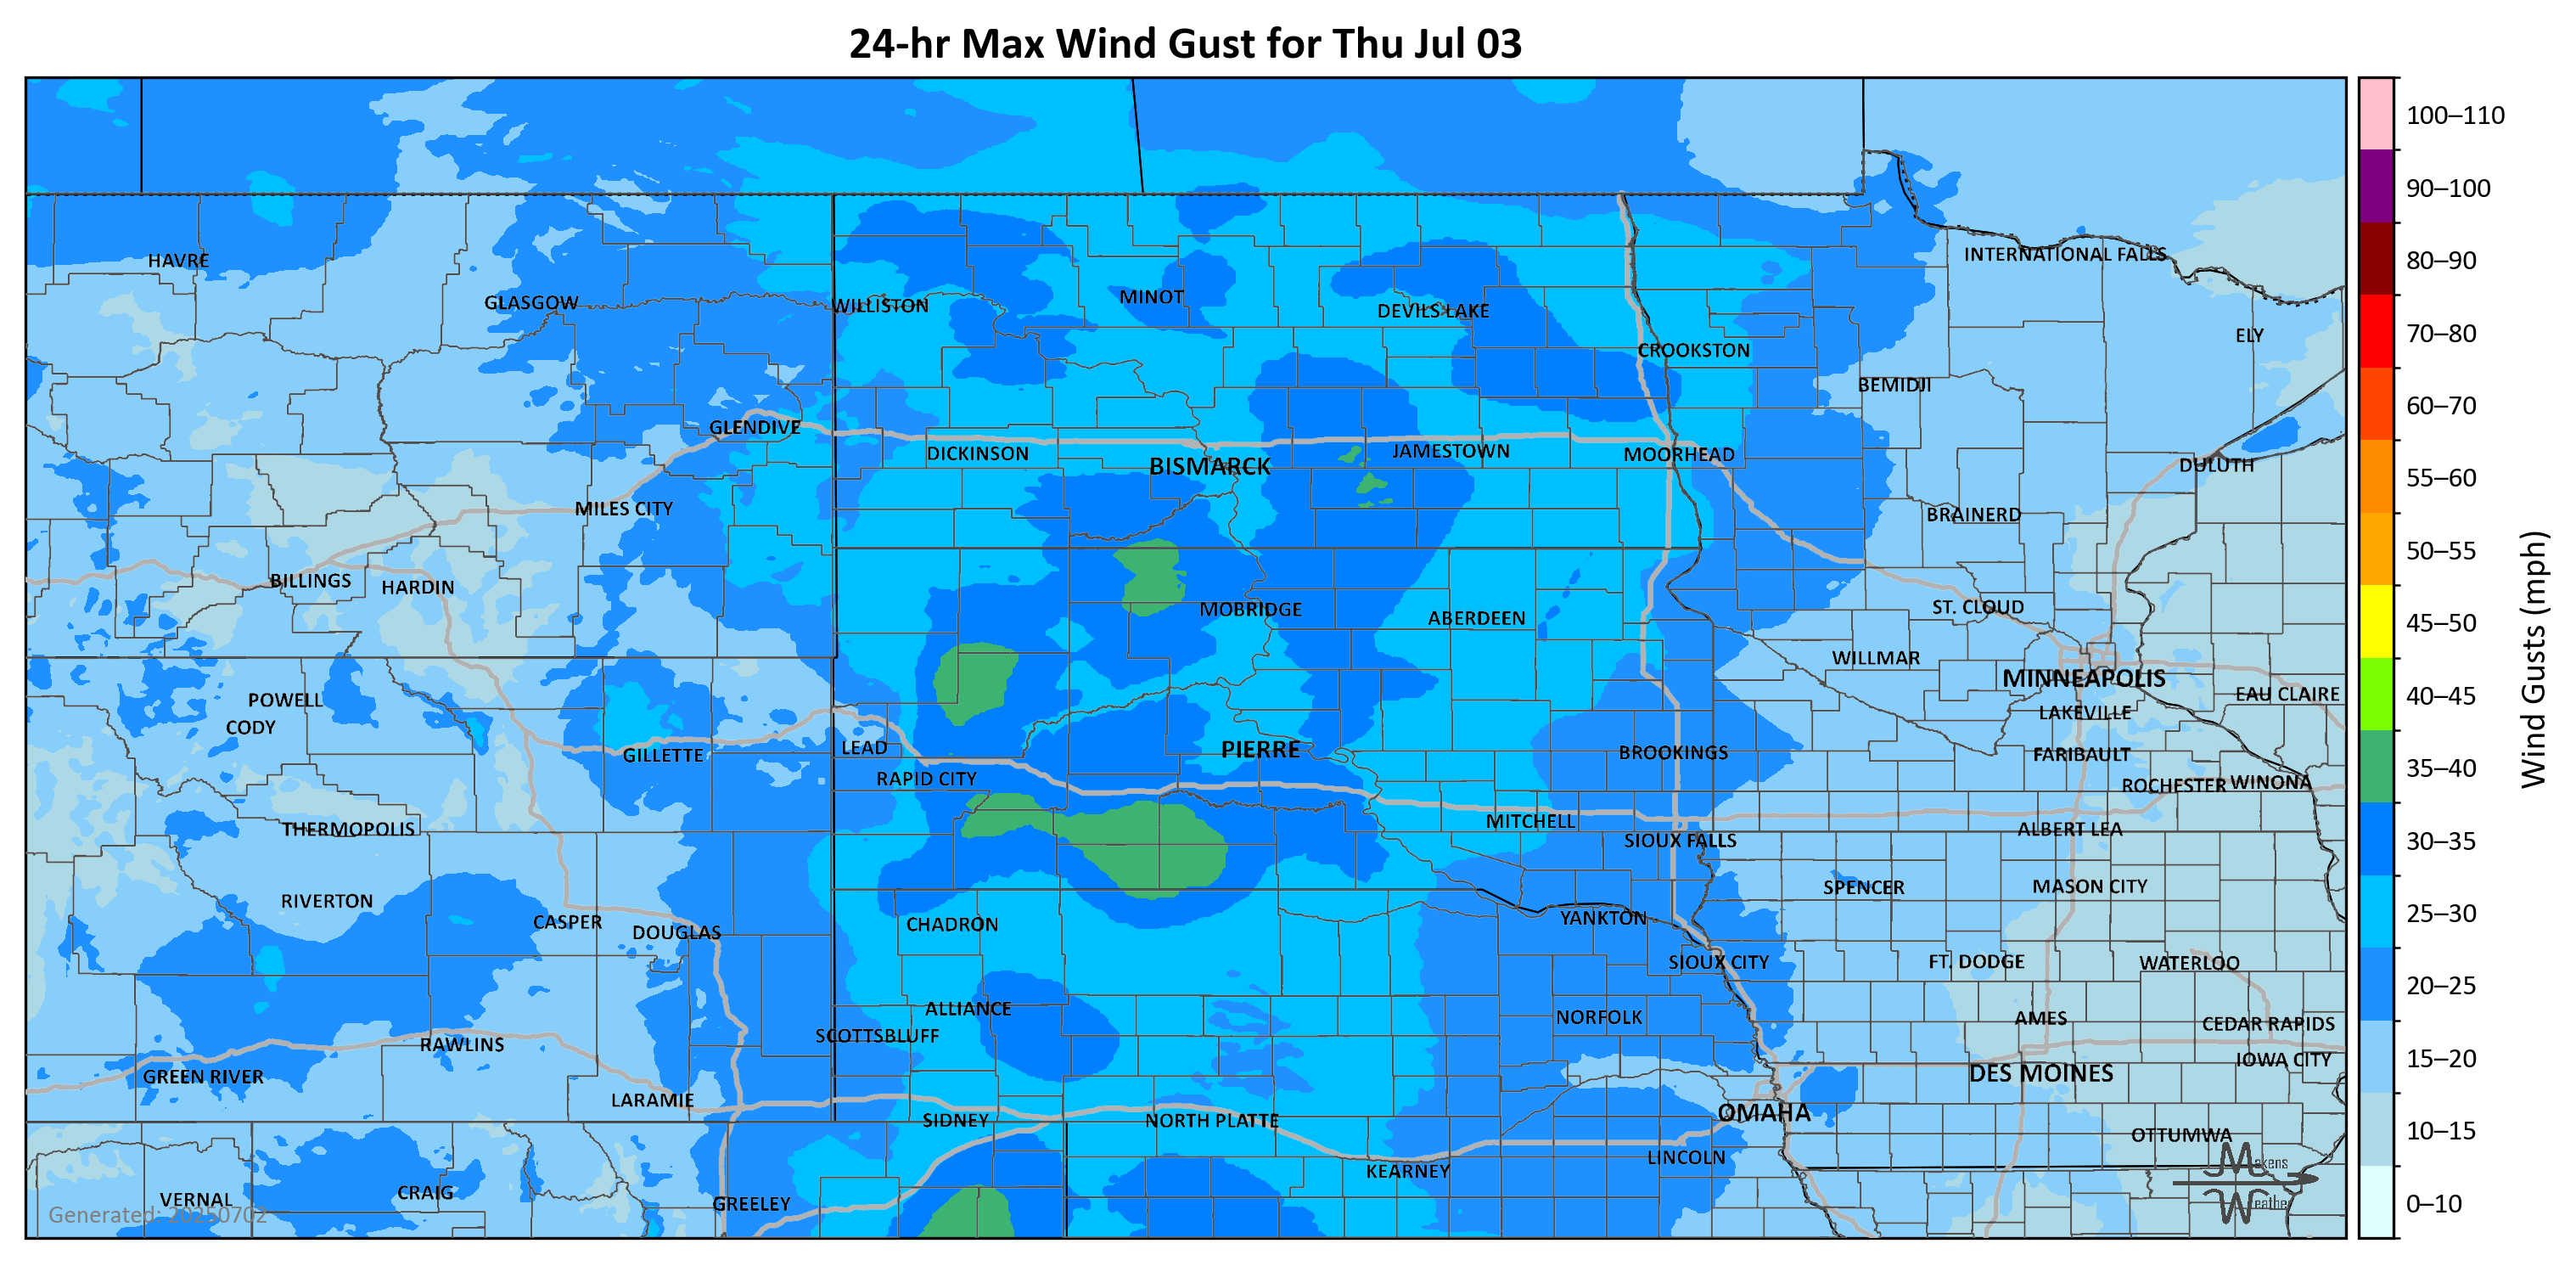 24-hr Max Wind Gust for Thu Jul 03
100–110
90–100
80–90
70–80
60–70
55–60
50–55
45–50
40–45
35–40
30–35
25–30
20–25
15–20
10–15
0–10
Wind Gusts (mph)
HAVRE
INTERNATIONAL FALLS
GLASGOW
WILLISTON
MINOT
DEVILS LAKE
ELY
CROOKSTON
BEMIDJI
GLENDIVE
DICKINSON
BISMARCK
JAMESTOWN
MOORHEAD
DULUTH
MILES CITY
BRAINERD
BILLINGS
HARDIN
MOBRIDGE
ABERDEEN
ST. CLOUD
WILLMAR
MINNEAPOLIS
POWELL
EAU CLAIRE
CODY
LAKEVILLE
GILLETTE
LEAD
PIERRE
BROOKINGS
FARIBAULT
RAPID CITY
ROCHESTER
WINONA
THERMOPOLIS
MITCHELL
ALBERT LEA
SIOUX FALLS
RIVERTON
SPENCER
MASON CITY
CASPER
DOUGLAS
CHADRON
YANKTON
SIOUX CITY
FT. DODGE
WATERLOO
ALLIANCE
NORFOLK
AMES
CEDAR RAPIDS
SCOTTSBLUFF
RAWLINS
IOWA CITY
GREEN RIVER
DES MOINES
LARAMIE
SIDNEY
NORTH PLATTE
OMAHA
OTTUMWA
KEARNEY
LINCOLN
VERNAL
CRAIG
GREELEY
Makens
Weather
Generated: 20250702